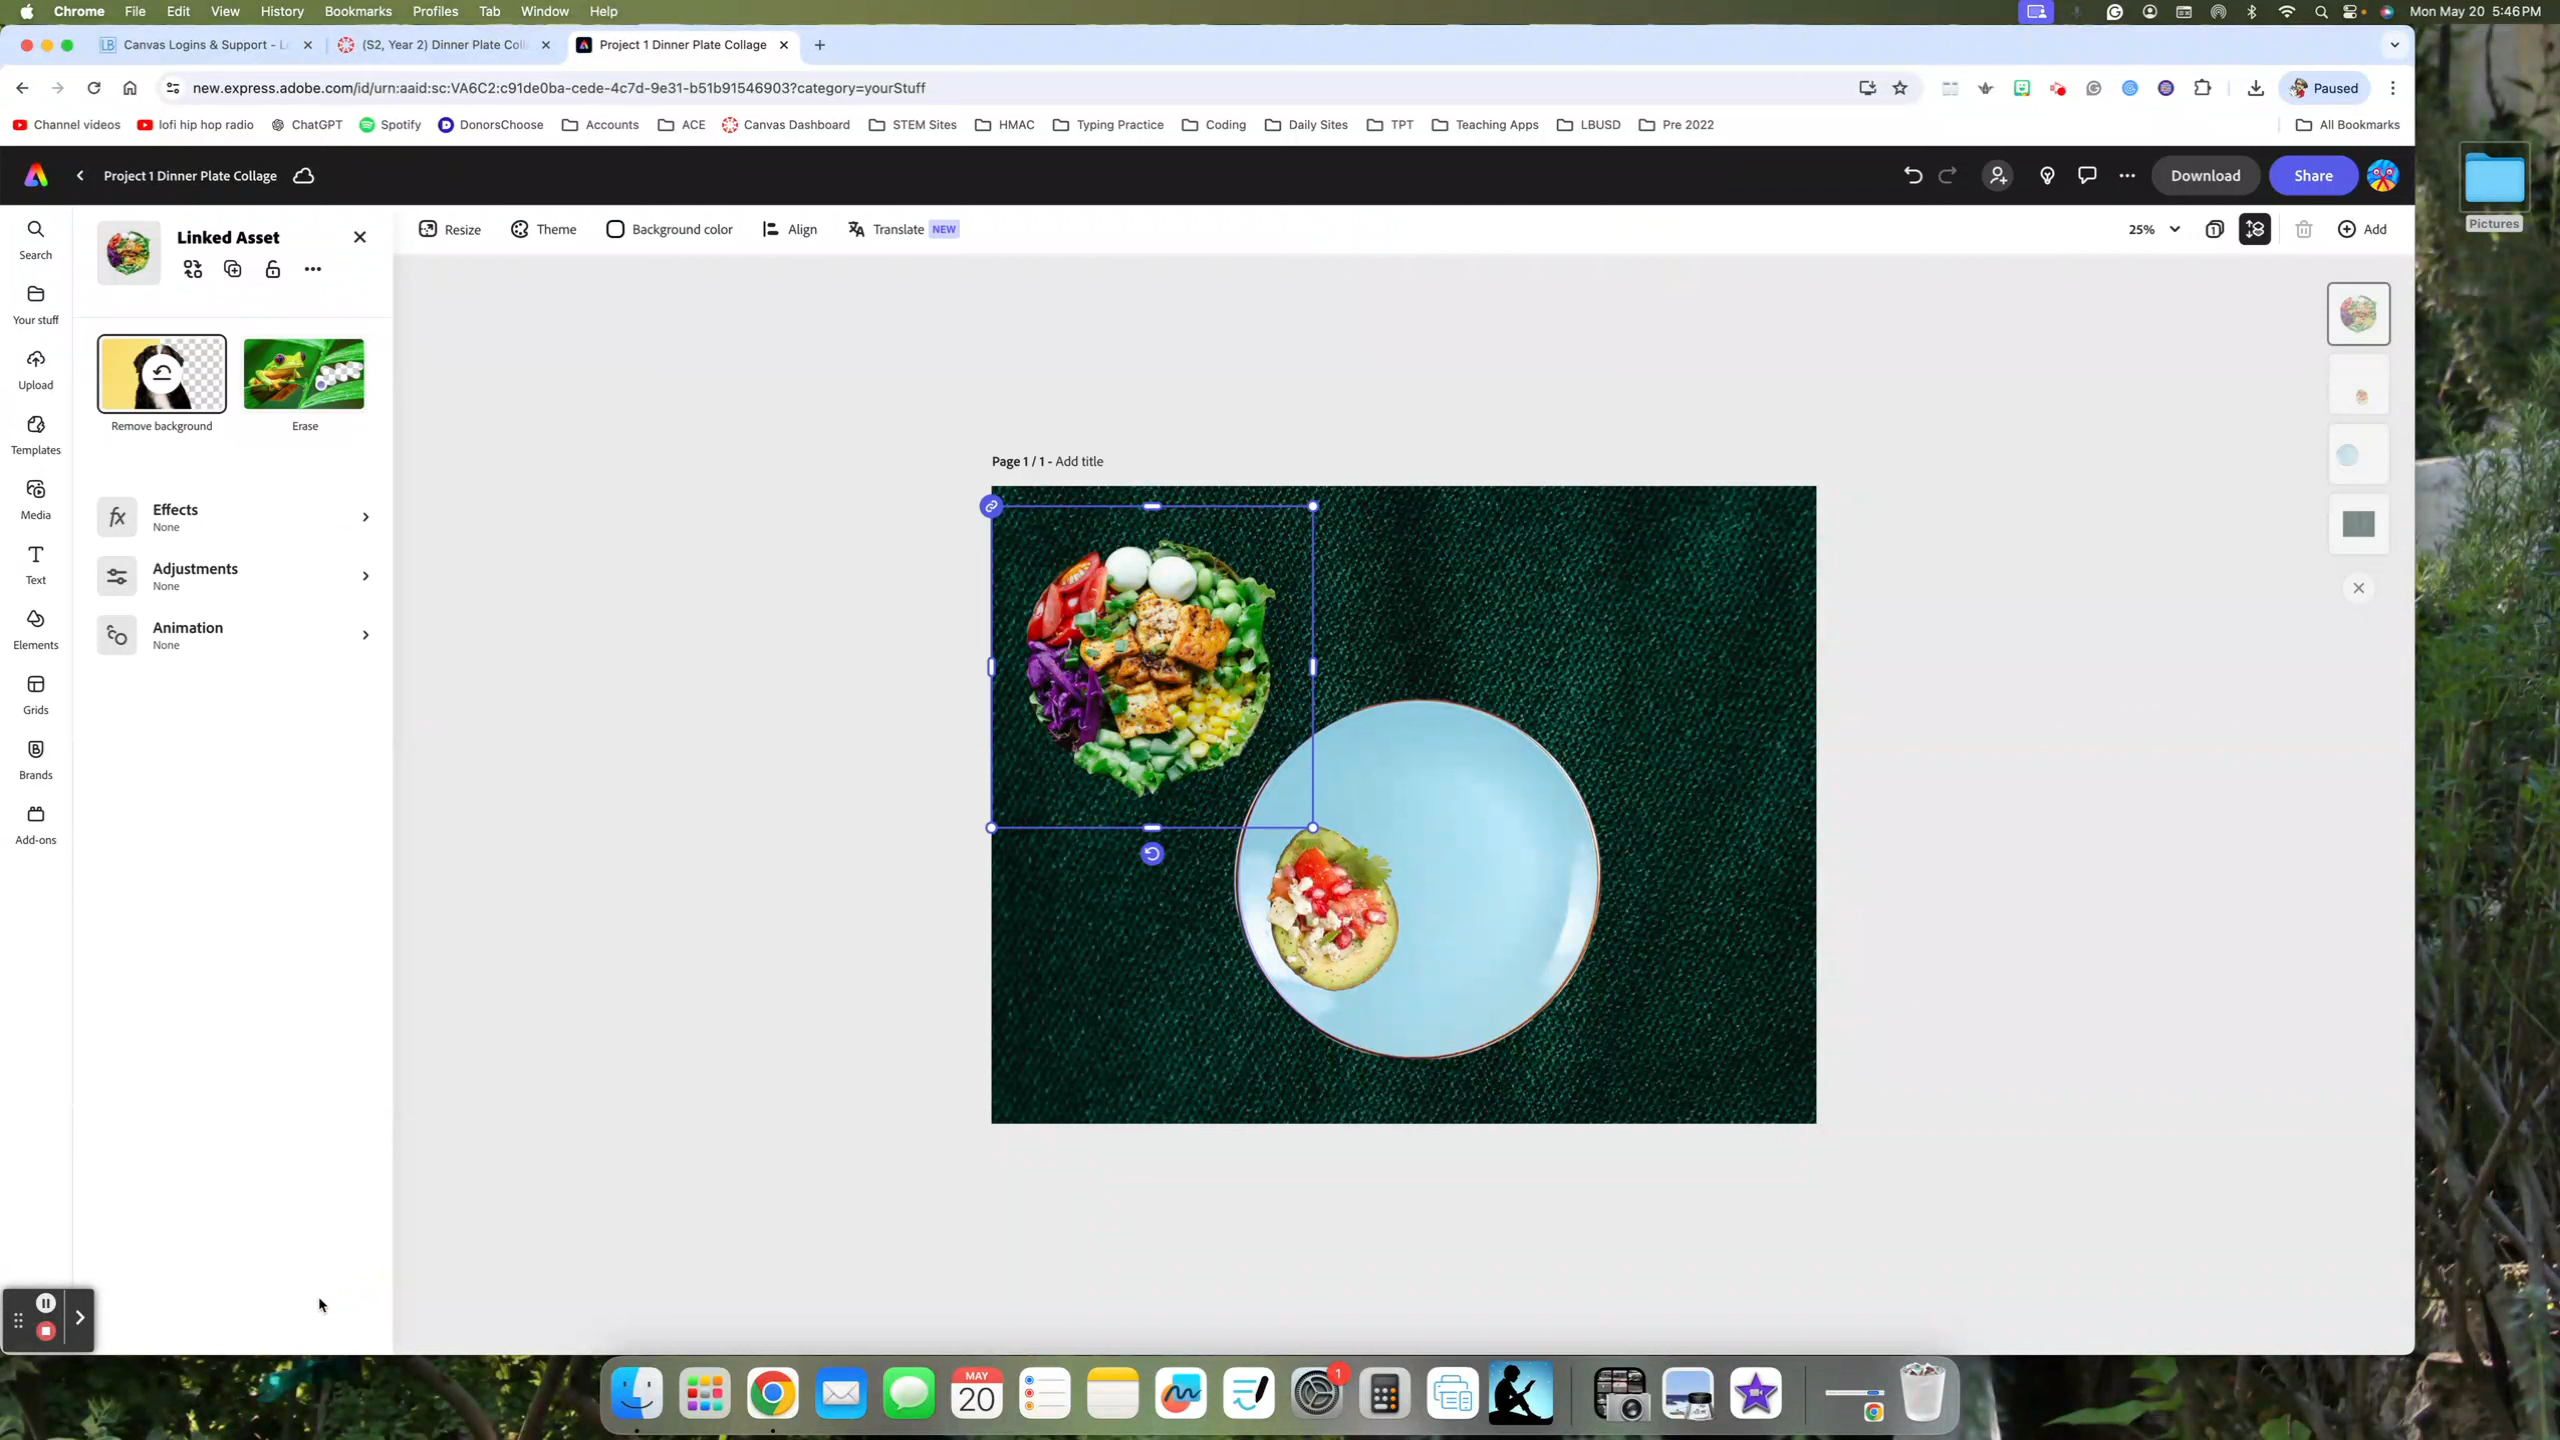 Chrome File Edit View History Bookmarks Profiles Tab Window Help Mon May 20 5:46 PM
Canvas Logins & Support - L (S2, Year 2) Dinner Plate Coll Project 1 Dinner Plate Collage
new.express.adobe.com/id/urn:aaid:sc:VA6C2:c91de0ba-cede-4c7d-9e31-b51b91546903?category=yourStuff Paused
Channel videos lofi hip hop radio ChatGPT Spotify DonorsChoose Accounts ACE Canvas Dashboard STEM Sites HMAC Typing Practice Coding Daily Sites TPT Teaching Apps LBUSD Pre 2022 All Bookmarks
Project 1 Dinner Plate Collage Download Share
Pictures
Search
Your stuff
Upload
Templates
Media
Text
Elements
Grids
Brands
Add-ons
Linked Asset
Remove background Erase
Effects
None
Adjustments
None
Animation
None
Resize Theme Background color Align Translate NEW 25% Add
Page 1 / 1 - Add title
MAY
20
1